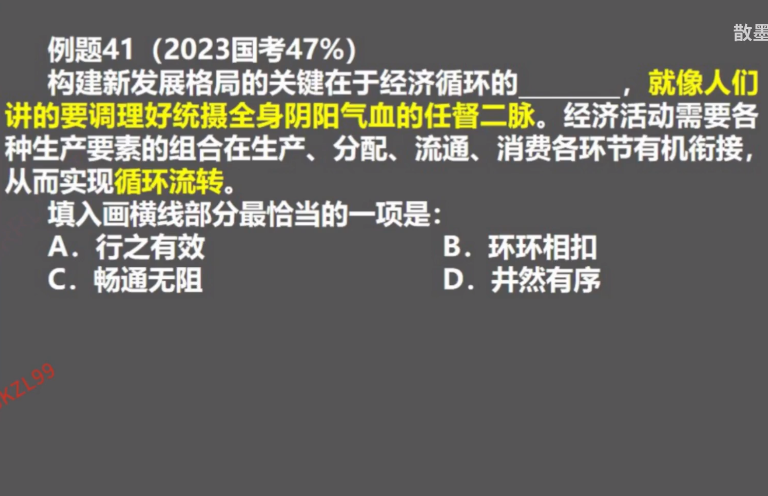 散墨
例题41（2023国考47%）
构建新发展格局的关键在于经济循环的________，就像人们
讲的要调理好统摄全身阴阳气血的任督二脉。经济活动需要各
种生产要素的组合在生产、分配、流通、消费各环节有机衔接，
从而实现循环流转。
填入画横线部分最恰当的一项是：
A．行之有效 B．环环相扣
C．畅通无阻 D．井然有序
KZL99